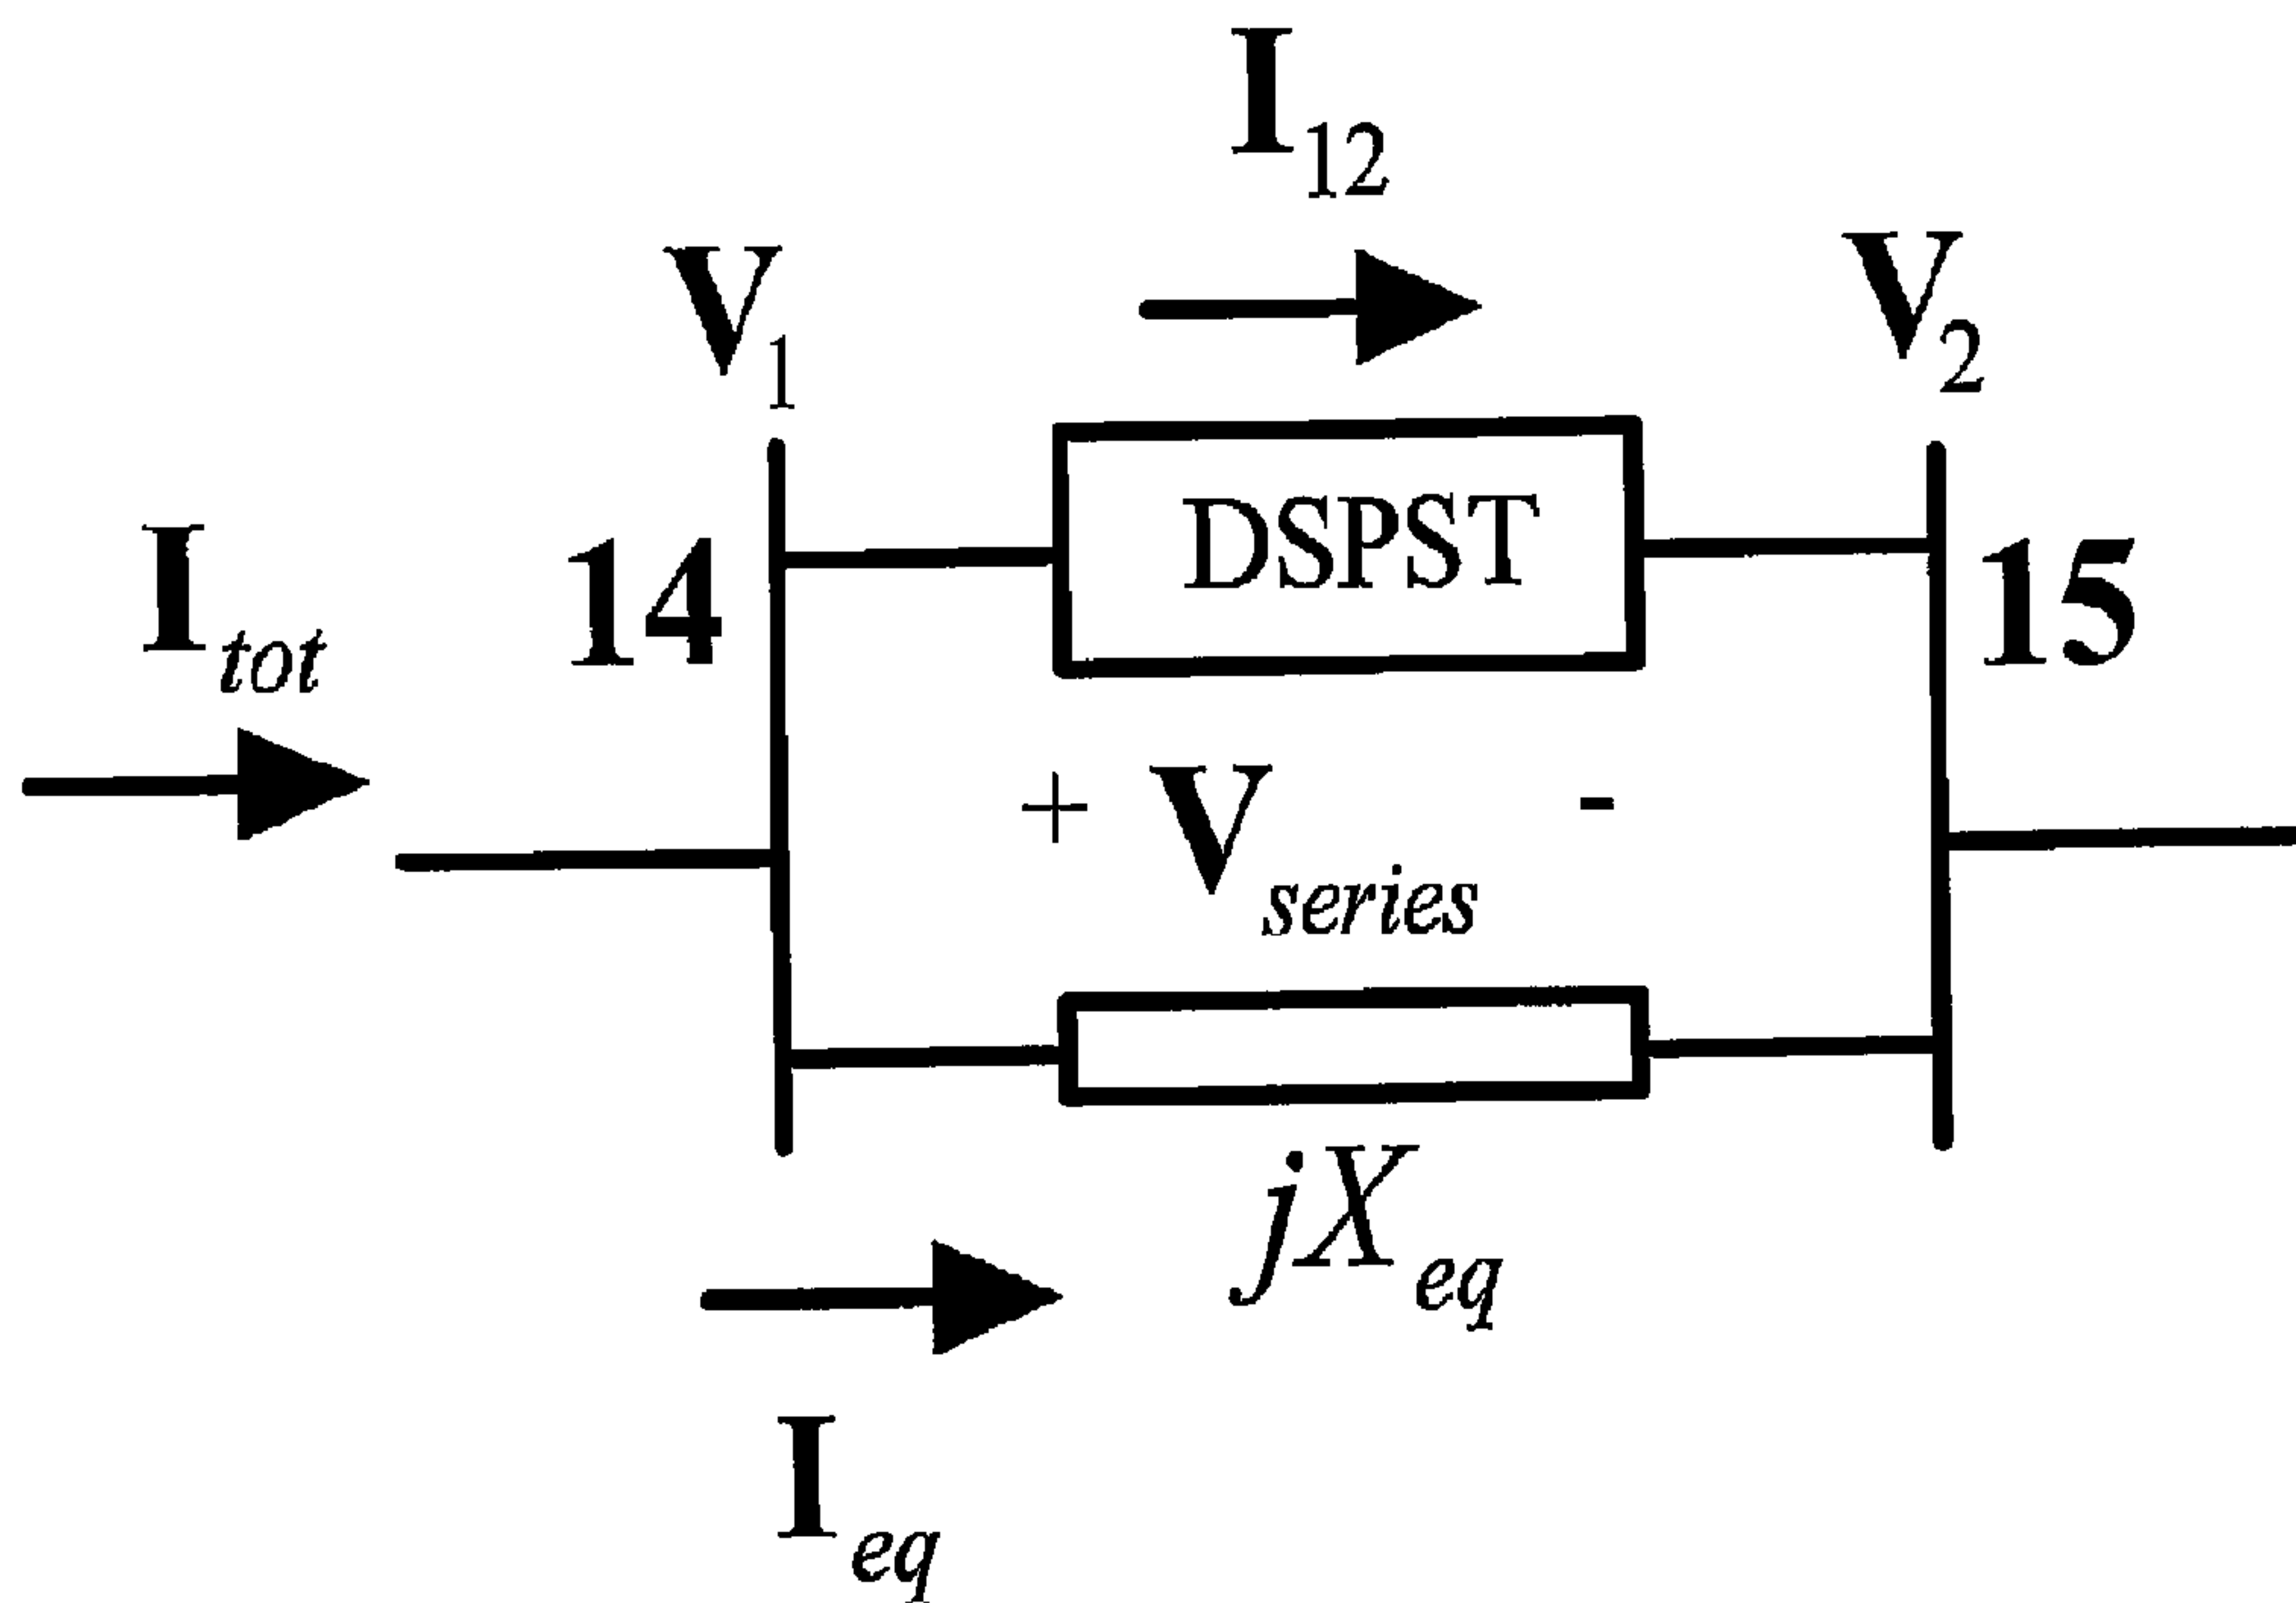 I12
V1
V2
Itot
14
DSPST
15
+ Vseries -
jXeq
Ieq